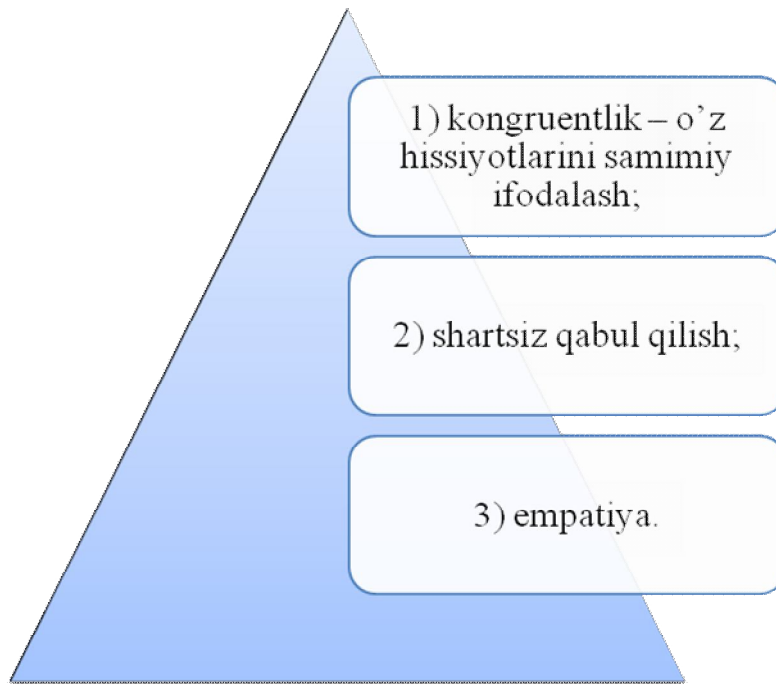 1) kongruentlik – o’z
hissiyotlarini samimiy
ifodalash;
2) shartsiz qabul qilish;
3) empatiya.